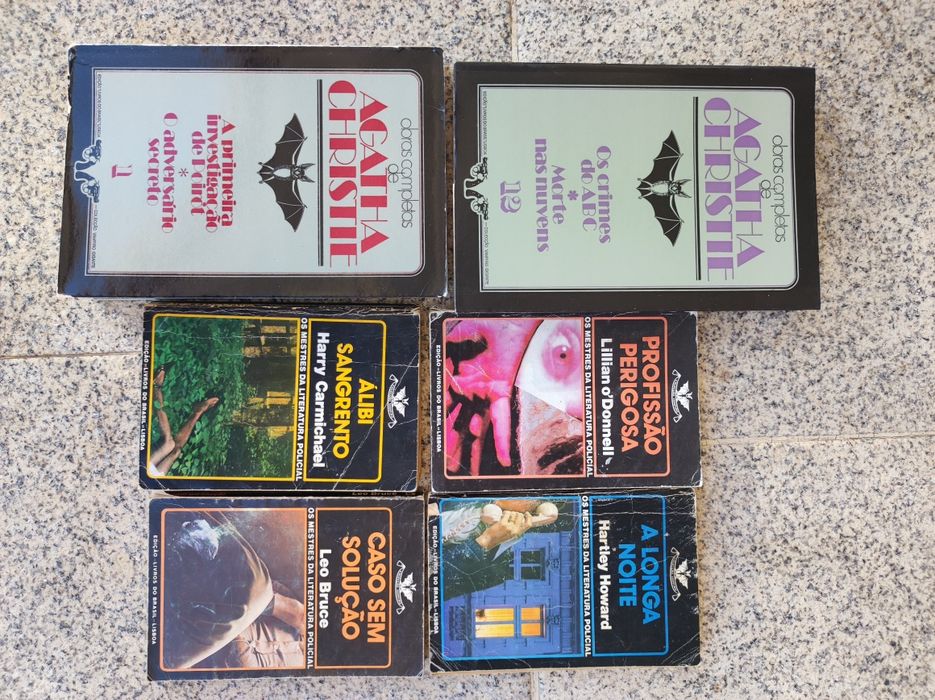 obras completas
de
AGATHA
CHRISTIE
A primeira
investigação
de Poirot
*
O adversário
secreto
1
obras completas
de
AGATHA
CHRISTIE
Os crimes
do ABC
*
Morte
nas nuvens
12
ÁLIBI
SANGRENTO
Harry Carmichael
OS MESTRES DA LITERATURA POLICIAL
EDIÇÃO-LIVROS DO BRASIL-LISBOA
PROFISSÃO
PERIGOSA
Lillian o'Donnell
OS MESTRES DA LITERATURA POLICIAL
EDIÇÃO-LIVROS DO BRASIL-LISBOA
Leo Bruce
CASO SEM
SOLUÇÃO
Leo Bruce
OS MESTRES DA LITERATURA POLICIAL
EDIÇÃO-LIVROS DO BRASIL-LISBOA
A LONGA
NOITE
Hartley Howard
OS MESTRES DA LITERATURA POLICIAL
EDIÇÃO-LIVROS DO BRASIL-LISBOA